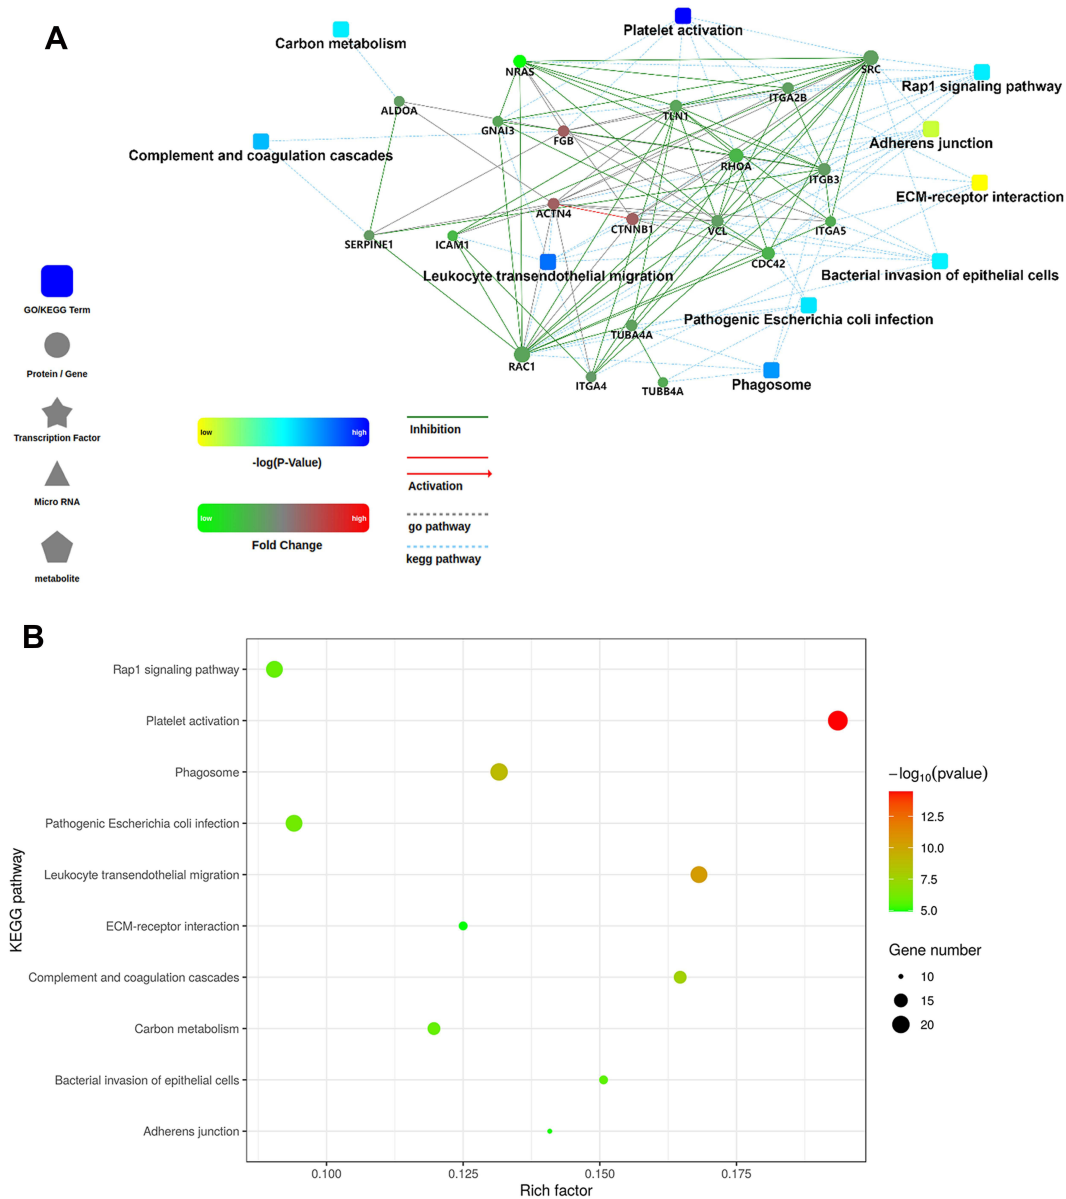 A
Carbon metabolism
Platelet activation
NRAS
SRC
Rap1 signaling pathway
ITGA2B
ALDOA
TLN1
GNAI3
FGB
Adherens junction
Complement and coagulation cascades
RHOA
ITGB3
ECM-receptor interaction
ACTN4
CTNNB1
VCL
ITGA5
SERPINE1
ICAM1
CDC42
Leukocyte transendothelial migration
Bacterial invasion of epithelial cells
Pathogenic Escherichia coli infection
TUBA4A
RAC1
ITGA4
TUBB4A
Phagosome
GO/KEGG Term
Protein / Gene
Transcription Factor
Micro RNA
metabolite
low high
-log(P-Value)
low high
Fold Change
Inhibition
Activation
go pathway
kegg pathway
B
KEGG pathway
Rap1 signaling pathway
Platelet activation
Phagosome
Pathogenic Escherichia coli infection
Leukocyte transendothelial migration
ECM-receptor interaction
Complement and coagulation cascades
Carbon metabolism
Bacterial invasion of epithelial cells
Adherens junction
0.100 0.125 0.150 0.175
Rich factor
−log10(pvalue)
12.5
10.0
7.5
5.0
Gene number
10
15
20